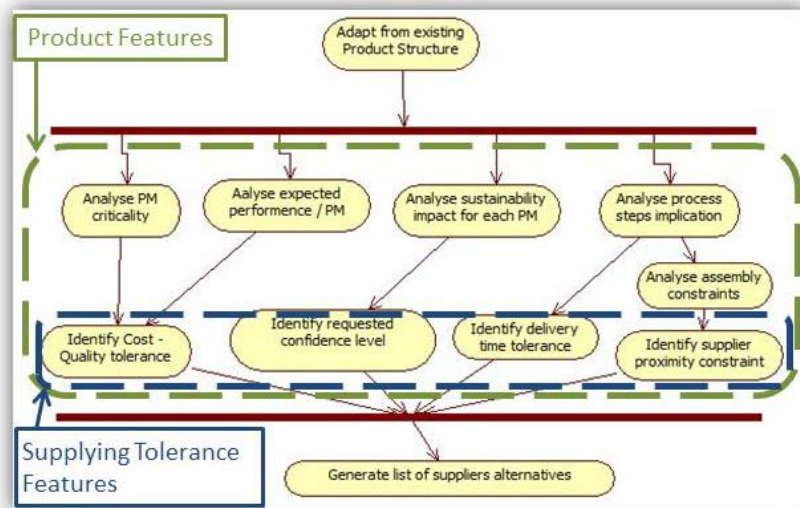 Product Features
Adapt from existing
Product Structure
Analyse PM
criticality
Aalyse expected
performence / PM
Analyse sustainability
impact for each PM
Analyse process
steps implication
Analyse assembly
constraints
Identify Cost -
Quality tolerance
Identify requested
confidence level
Identify delivery
time tolerance
Identify supplier
proximity constraint
Supplying Tolerance
Features
Generate list of suppliers alternatives